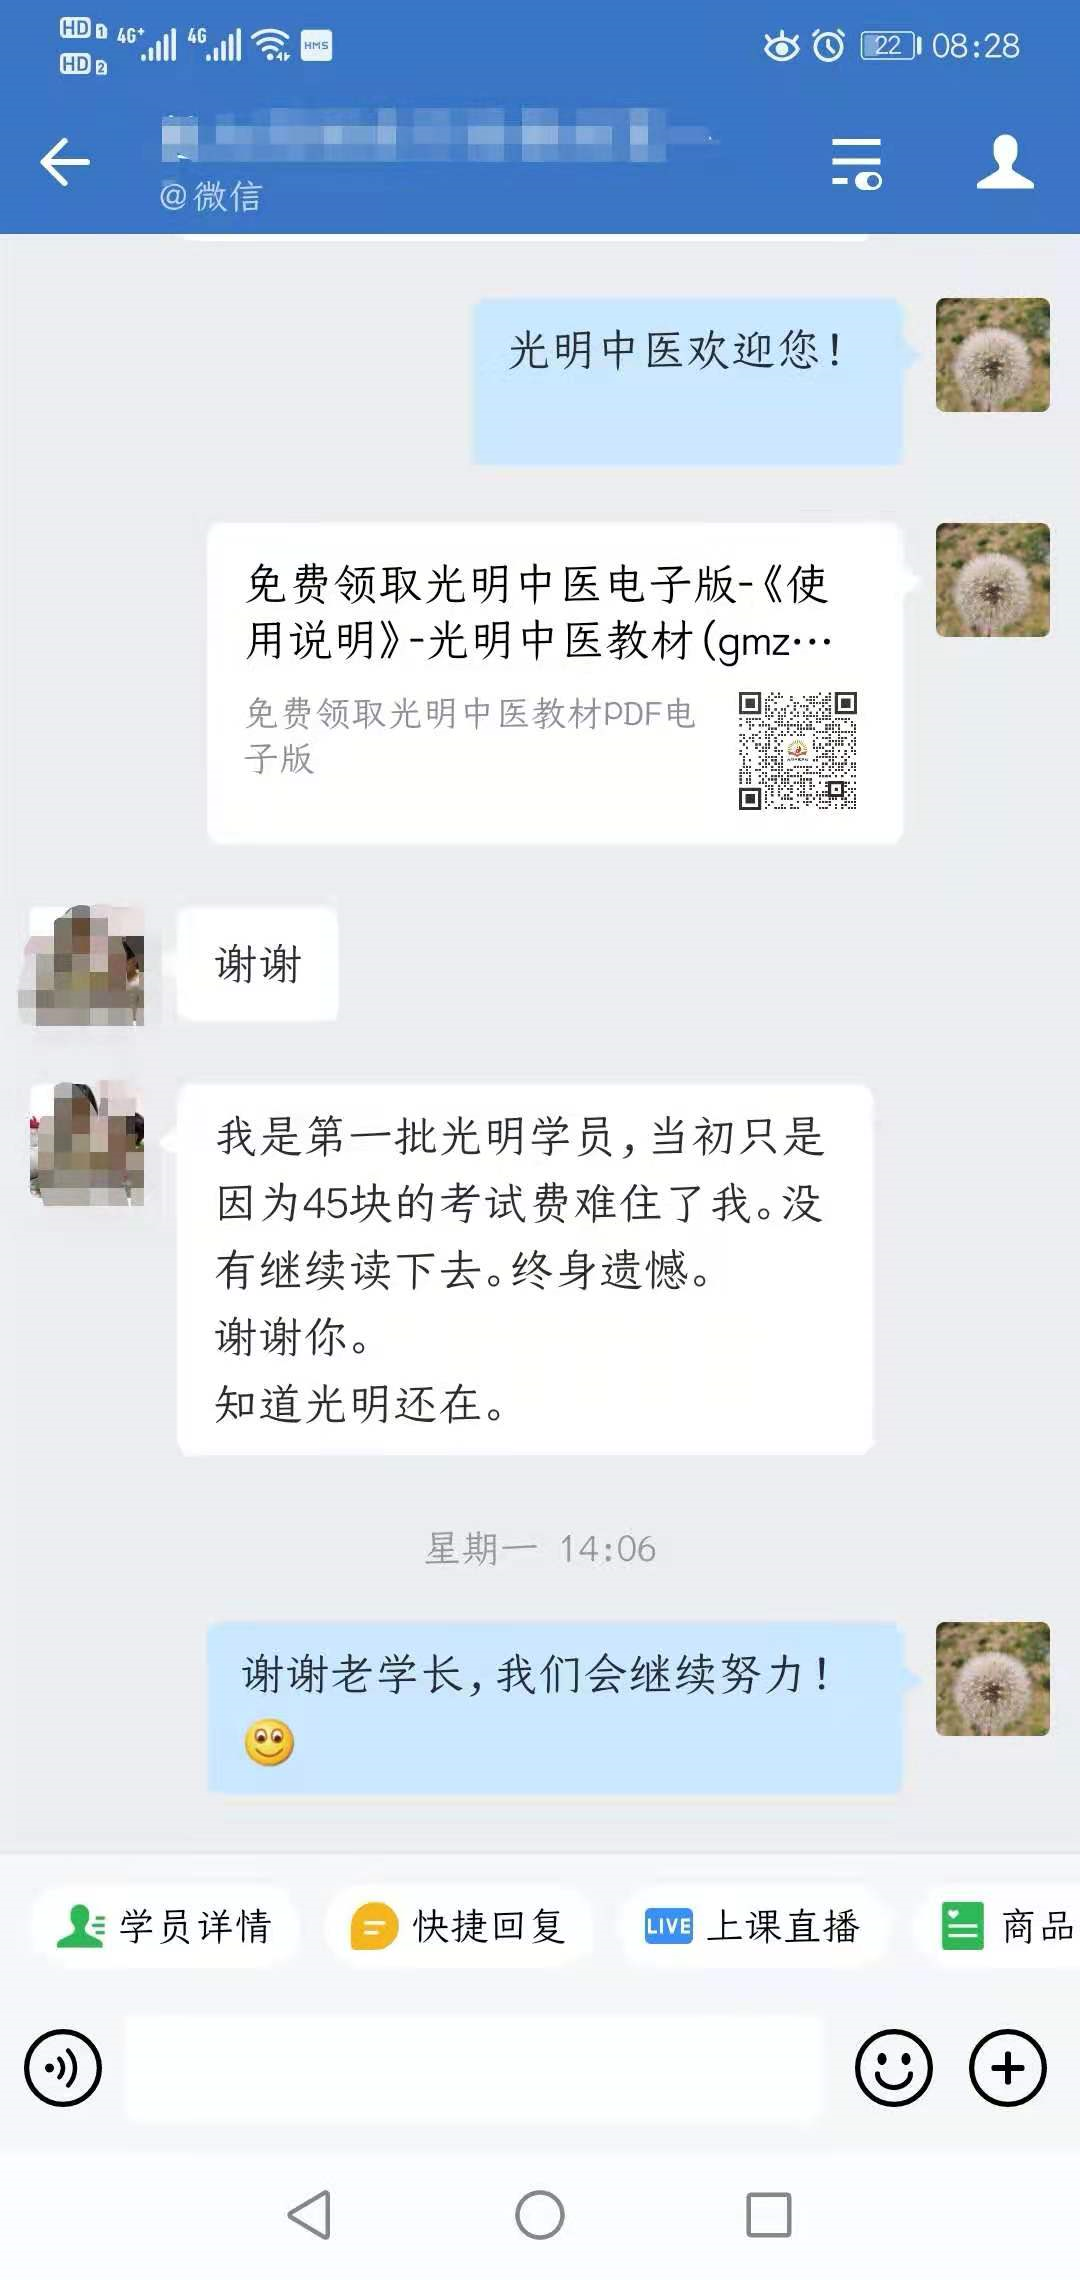 HD 1 4G+ 4G HMS 22 08:28
HD 2
@微信
光明中医欢迎您!
免费领取光明中医电子版-《使
用说明》-光明中医教材(gmz…
免费领取光明中医教材PDF电
子版
谢谢
我是第一批光明学员,当初只是
因为45块的考试费难住了我。没
有继续读下去。终身遗憾。
谢谢你。
知道光明还在。
星期一 14:06
谢谢老学长,我们会继续努力!
学员详情 快捷回复 LIVE 上课直播 商品